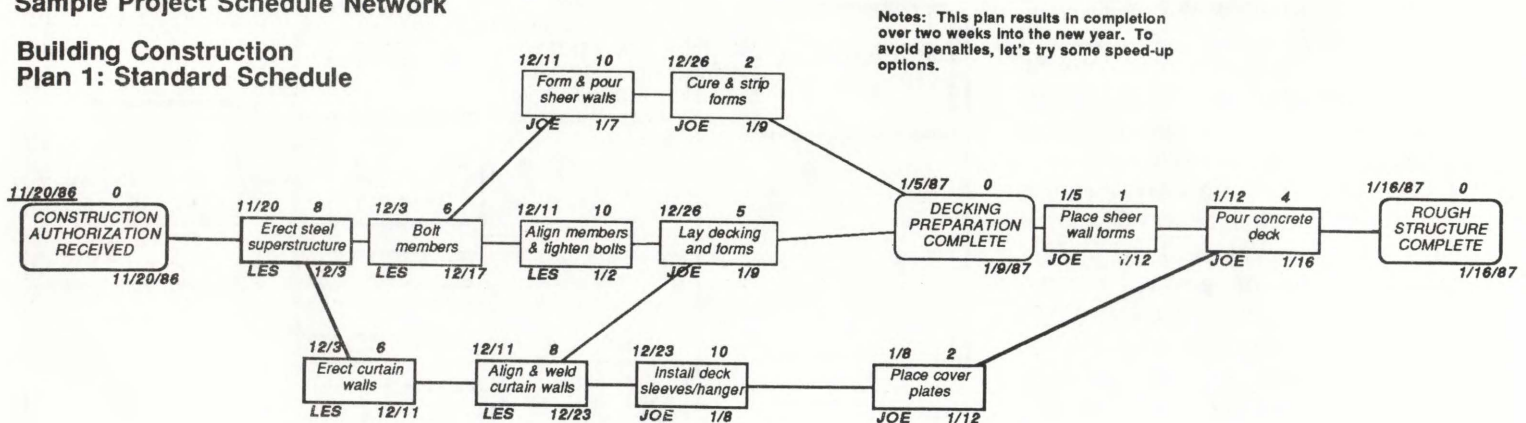 Sample Project Schedule Network
Building Construction
Plan 1: Standard Schedule
Notes: This plan results in completion
over two weeks into the new year. To
avoid penalties, let's try some speed-up
options.
12/11 10
Form & pour
sheer walls
JOE 1/7
12/26 2
Cure & strip
forms
JOE 1/9
11/20/86 0
CONSTRUCTION
AUTHORIZATION
RECEIVED
11/20/86
11/20 8
Erect steel
superstructure
LES 12/3
12/3 6
Bolt
members
LES 12/17
12/11 10
Align members
& tighten bolts
LES 1/2
12/26 5
Lay decking
and forms
JOE 1/9
1/5/87 0
DECKING
PREPARATION
COMPLETE
1/9/87
1/5 1
Place sheer
wall forms
JOE 1/12
1/12 4
Pour concrete
deck
JOE 1/16
1/16/87 0
ROUGH
STRUCTURE
COMPLETE
1/16/87
12/3 6
Erect curtain
walls
LES 12/11
12/11 8
Align & weld
curtain walls
LES 12/23
12/23 10
Install deck
sleeves/hanger
JOE 1/8
1/8 2
Place cover
plates
JOE 1/12